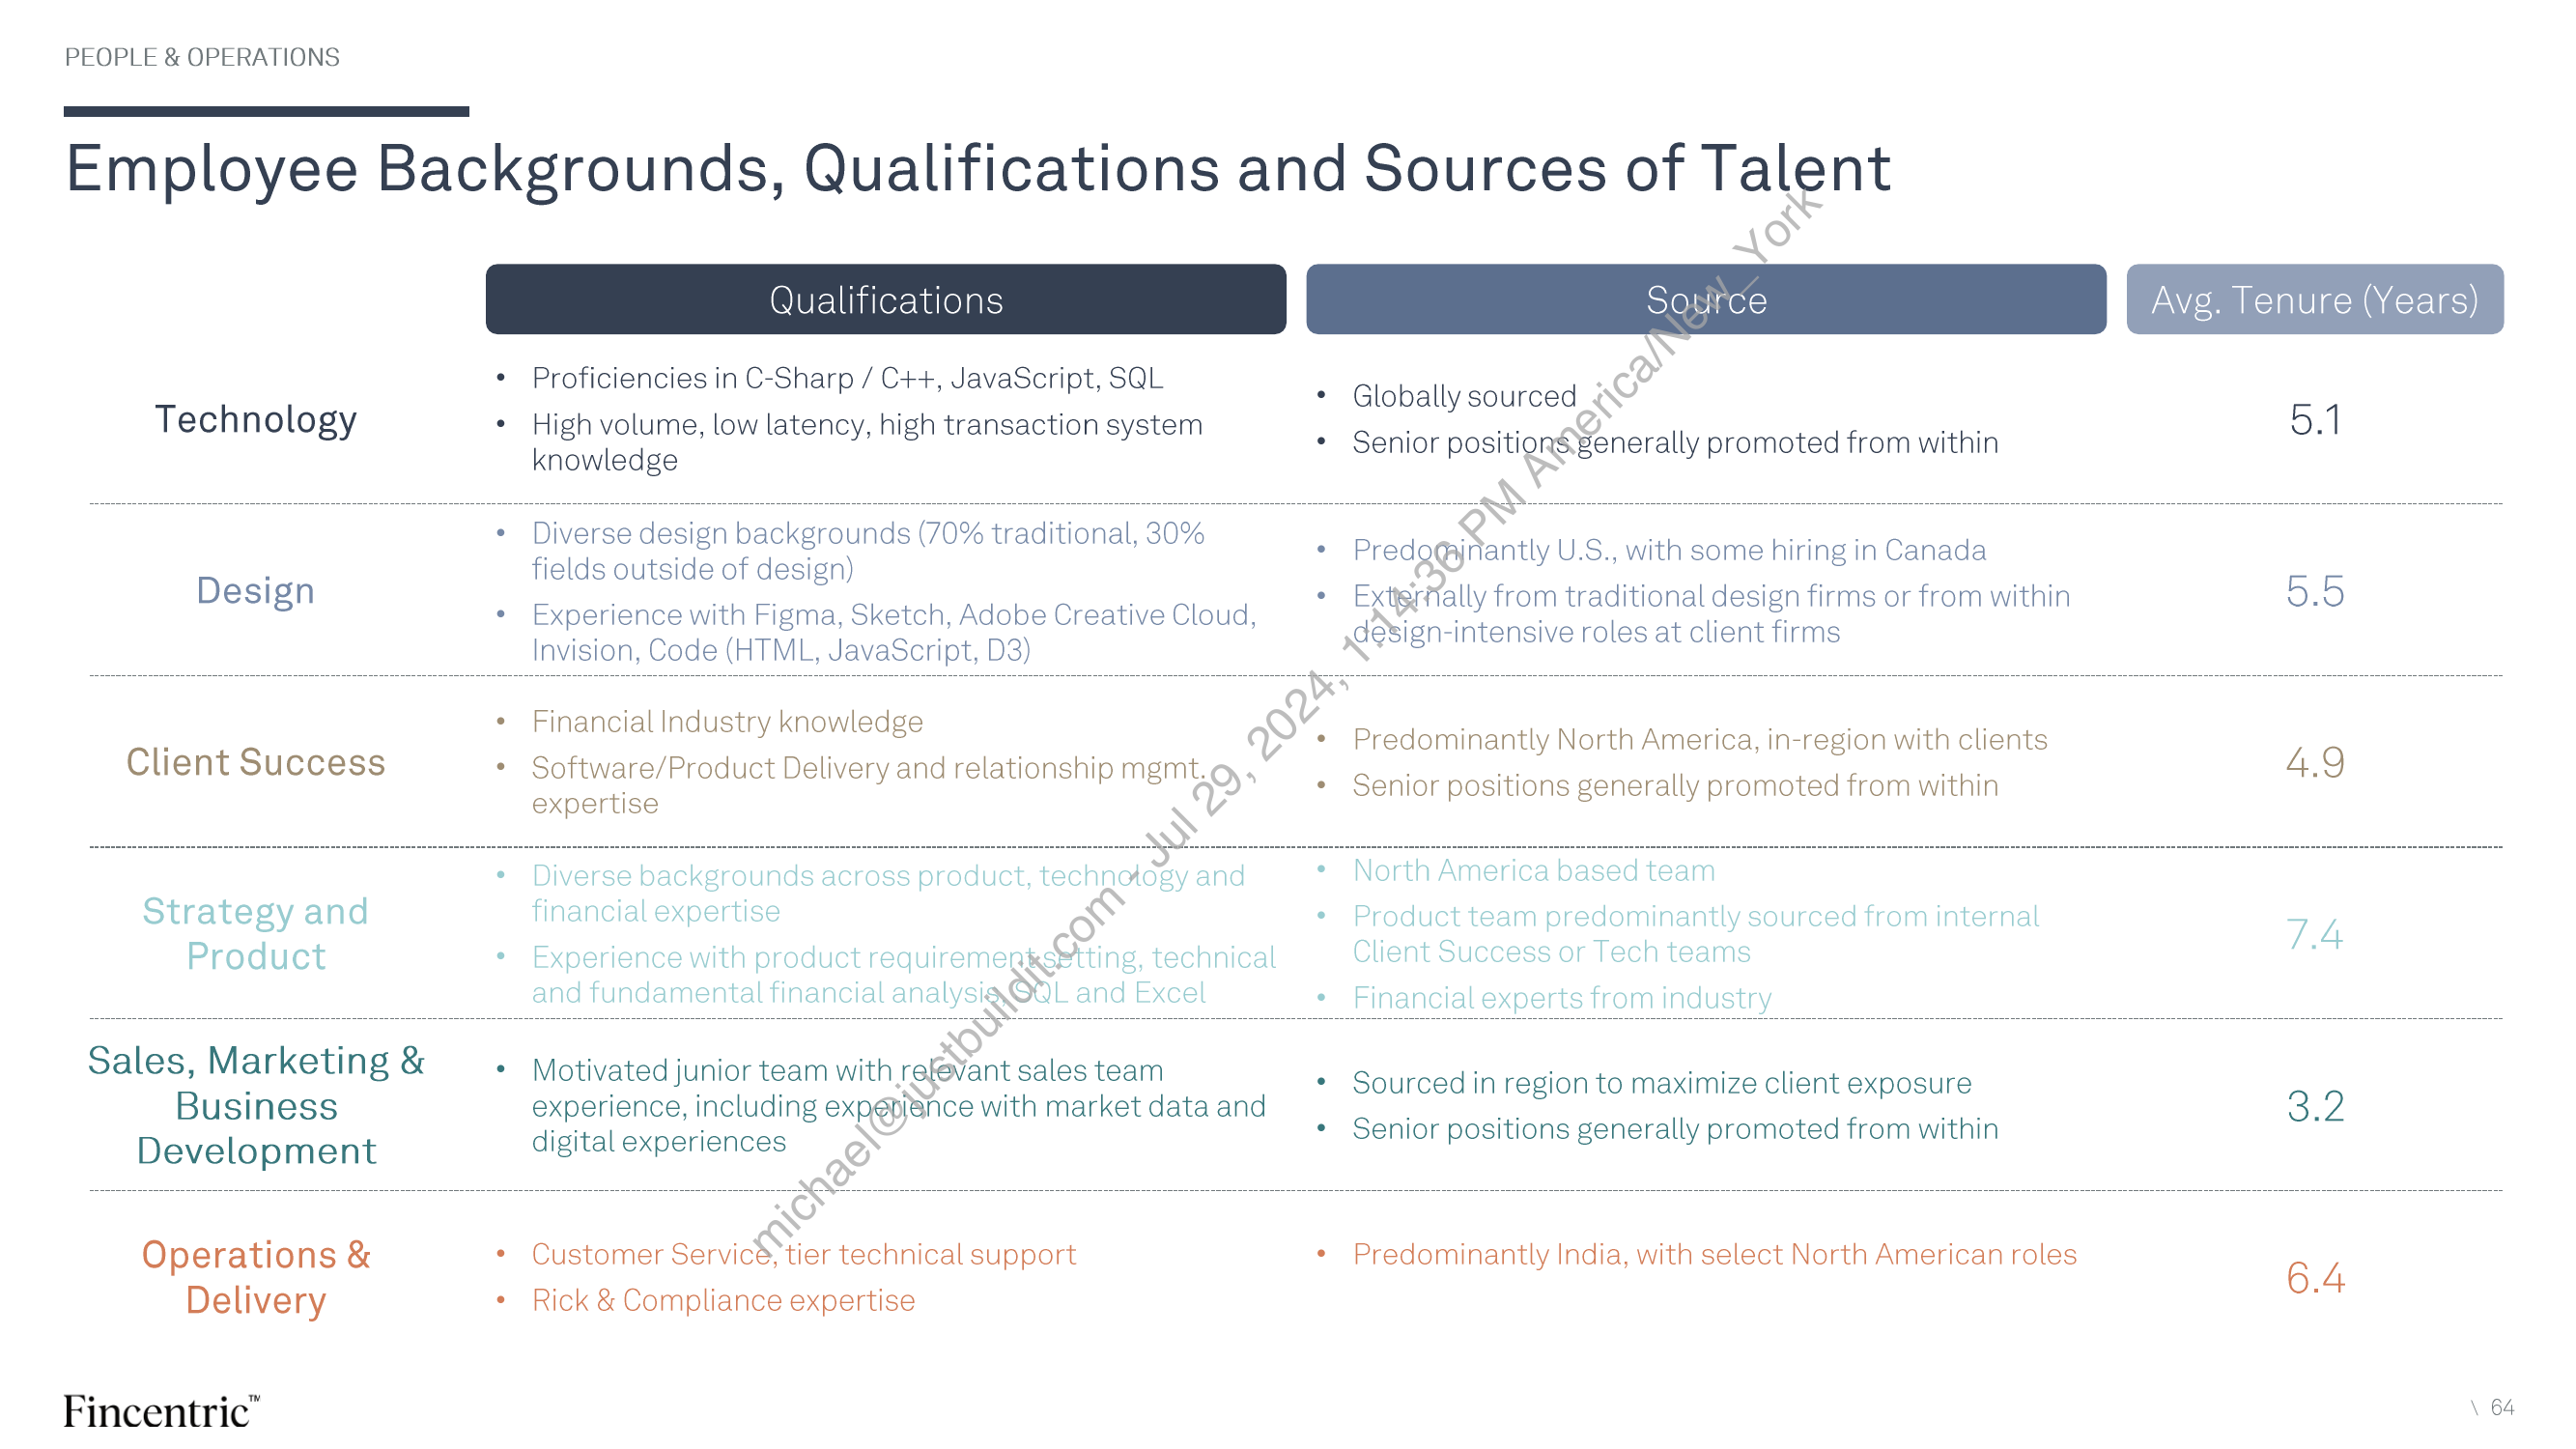 PEOPLE & OPERATIONS
Employee Backgrounds, Qualifications and Sources of Talent
Qualifications
Source
Avg. Tenure (Years)
Technology
• Proficiencies in C-Sharp / C++, JavaScript, SQL
• High volume, low latency, high transaction system
knowledge
• Globally sourced
• Senior positions generally promoted from within
5.1
Design
• Diverse design backgrounds (70% traditional, 30%
fields outside of design)
• Experience with Figma, Sketch, Adobe Creative Cloud,
Invision, Code (HTML, JavaScript, D3)
• Predominantly U.S., with some hiring in Canada
• Externally from traditional design firms or from within
design-intensive roles at client firms
5.5
Client Success
• Financial Industry knowledge
• Software/Product Delivery and relationship mgmt.
expertise
• Predominantly North America, in-region with clients
• Senior positions generally promoted from within
4.9
Strategy and
Product
• Diverse backgrounds across product, technology and
financial expertise
• Experience with product requirement setting, technical
and fundamental financial analysis, SQL and Excel
• North America based team
• Product team predominantly sourced from internal
Client Success or Tech teams
• Financial experts from industry
7.4
Sales, Marketing &
Business
Development
• Motivated junior team with relevant sales team
experience, including experience with market data and
digital experiences
• Sourced in region to maximize client exposure
• Senior positions generally promoted from within
3.2
Operations &
Delivery
• Customer Service, tier technical support
• Rick & Compliance expertise
• Predominantly India, with select North American roles
6.4
michael@justbuildit.com - Jul 29, 2024, 1:14:36 PM America/New_York
Fincentric™
\ 64